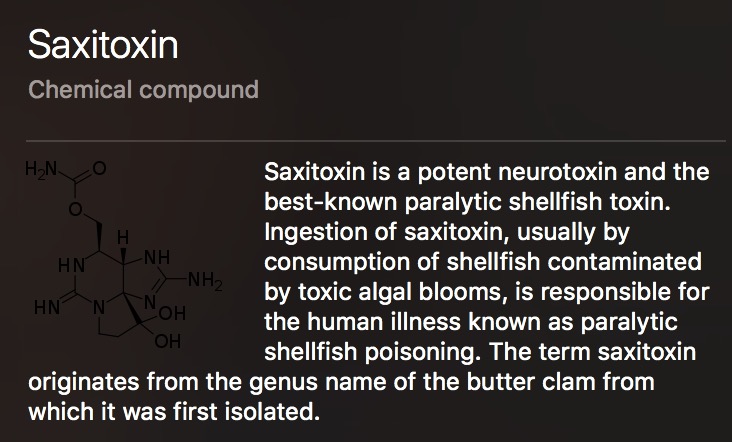 Saxitoxin
Chemical compound
H2N O
O
H
HN NH
NH2
HN N N OH
OH
Saxitoxin is a potent neurotoxin and the
best-known paralytic shellfish toxin.
Ingestion of saxitoxin, usually by
consumption of shellfish contaminated
by toxic algal blooms, is responsible for
the human illness known as paralytic
shellfish poisoning. The term saxitoxin
originates from the genus name of the butter clam from
which it was first isolated.